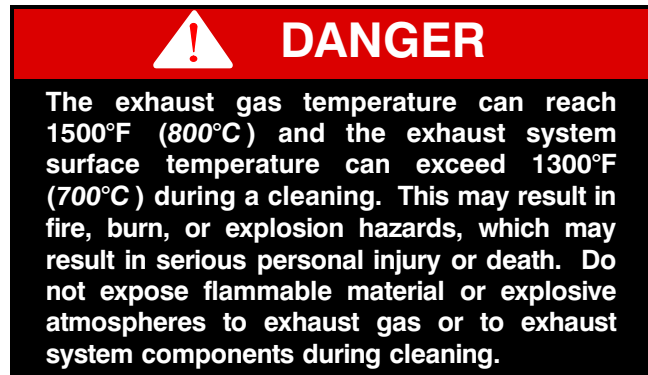 DANGER
The exhaust gas temperature can reach
1500°F (800°C ) and the exhaust system
surface temperature can exceed 1300°F
(700°C ) during a cleaning. This may result in
fire, burn, or explosion hazards, which may
result in serious personal injury or death. Do
not expose flammable material or explosive
atmospheres to exhaust gas or to exhaust
system components during cleaning.